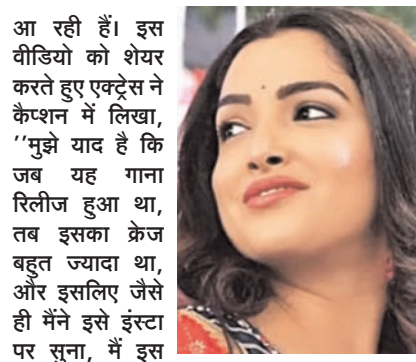 आ रही हैं। इस
वीडियो को शेयर
करते हुए एक्ट्रेस ने
कैप्शन में लिखा,
’’मुझे याद है कि
जब यह गाना
रिलीज हुआ था,
तब इसका क्रेज
बहुत ज्यादा था,
और इसलिए जैसे
ही मैंने इसे इंस्टा
पर सुना, मैं इस